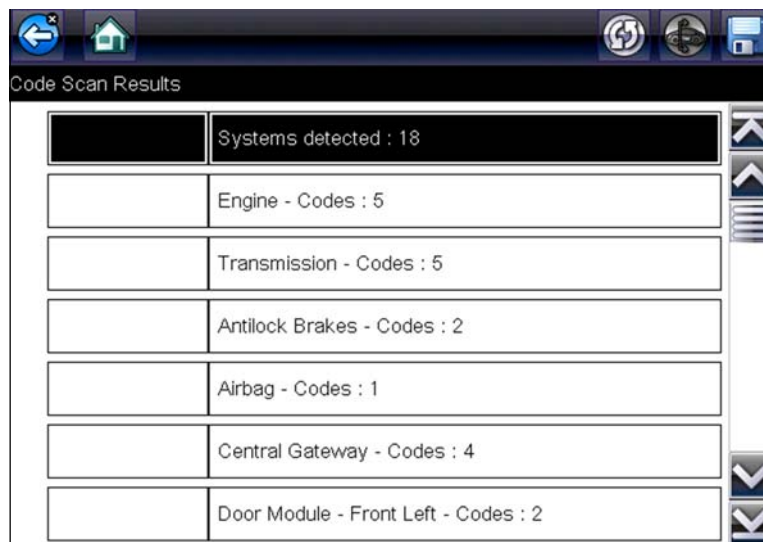 Code Scan Results
Systems detected : 18
Engine - Codes : 5
Transmission - Codes : 5
Antilock Brakes - Codes : 2
Airbag - Codes : 1
Central Gateway - Codes : 4
Door Module - Front Left - Codes : 2